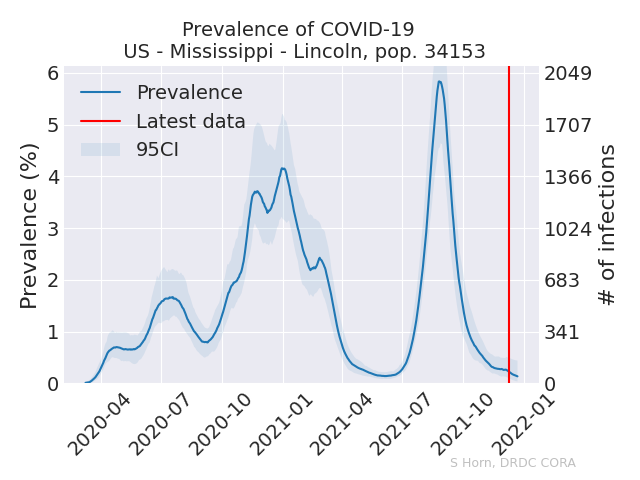 Prevalence of COVID-19
US - Mississippi - Lincoln, pop. 34153
Prevalence (%)
6
5
4
3
2
1
0
Prevalence
Latest data
95CI
2049
1707
1366
1024
683
341
0
# of infections
2020-04
2020-07
2020-10
2021-01
2021-04
2021-07
2021-10
2022-01
S Horn, DRDC CORA